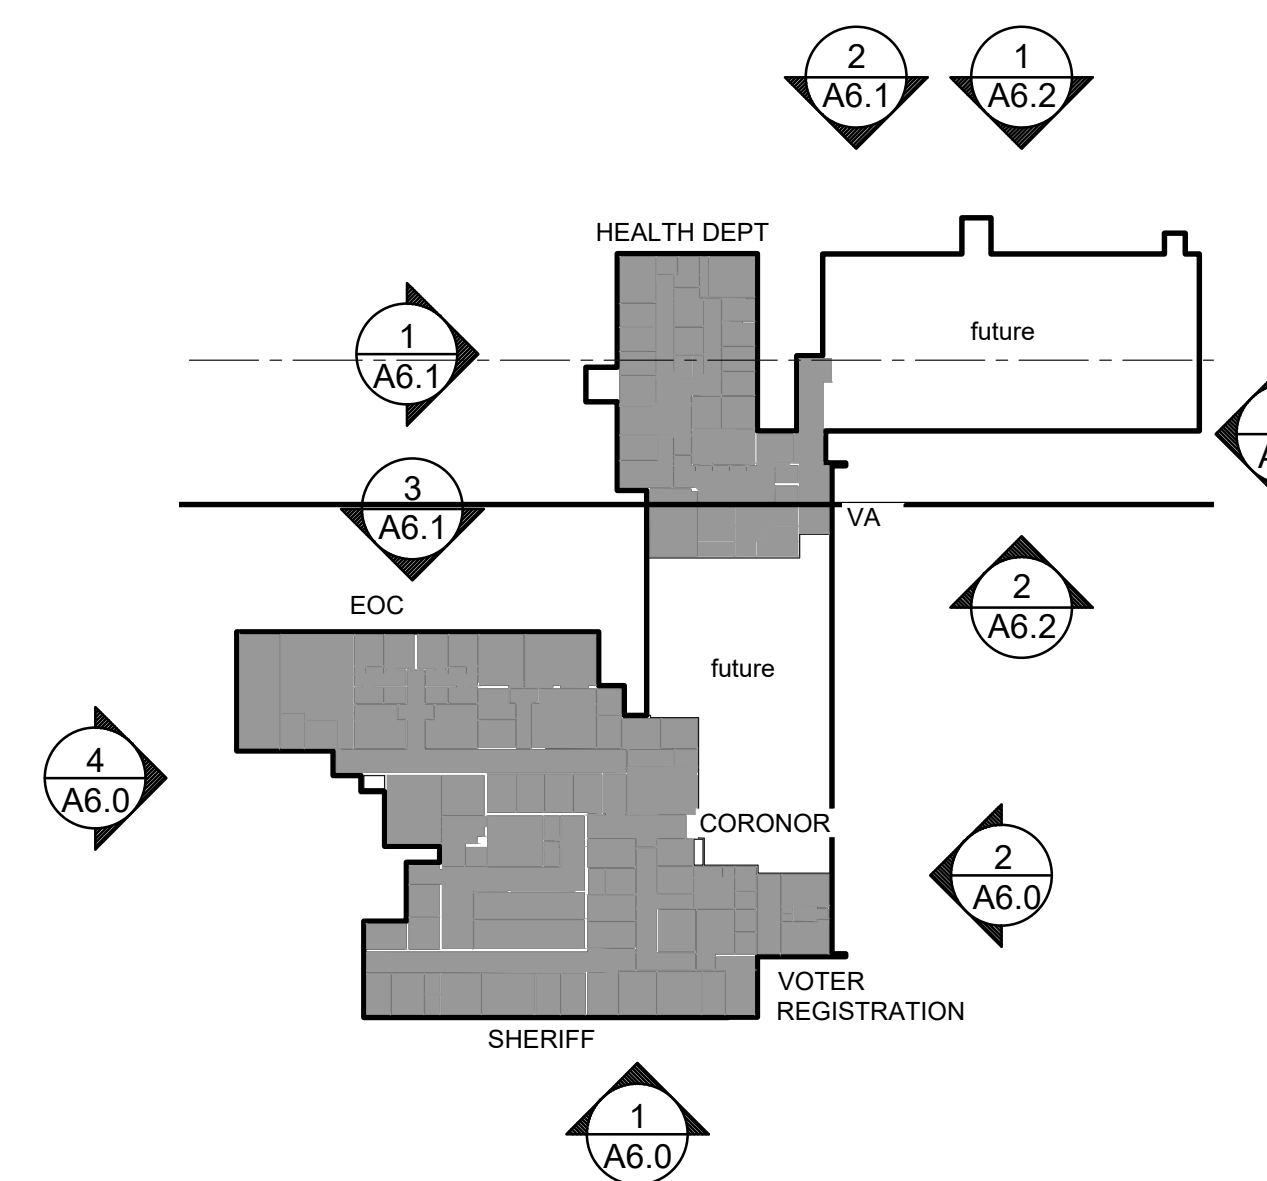 2
A6.1
1
A6.2
HEALTH DEPT
future
1
A6.1
3
A6.1
VA
2
A6.2
EOC
future
4
A6.0
CORONOR
2
A6.0
VOTER
REGISTRATION
SHERIFF
1
A6.0